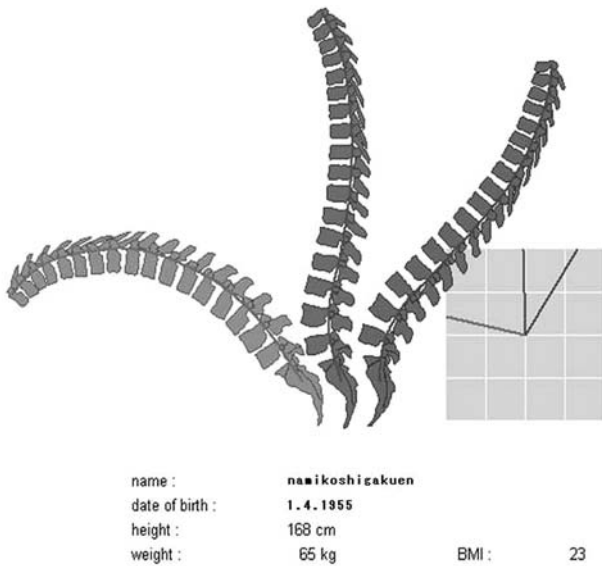 name : namikoshigakuen
date of birth : 1.4.1955
height : 168 cm
weight : 65 kg BMI : 23